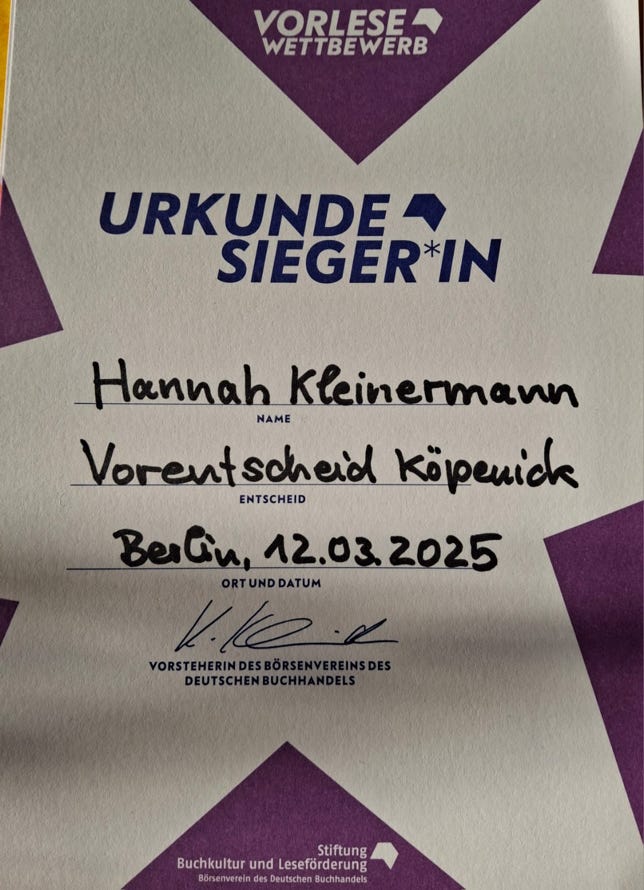 VORLESE
WETTBEWERB
URKUNDE
SIEGER*IN
Hannah Kleinermann
NAME
Vorentscheid Köpenick
ENTSCHEID
Berlin, 12.03.2025
ORT UND DATUM
VORSTEHERIN DES BÖRSENVEREINS DES
DEUTSCHEN BUCHHANDELS
Stiftung
Buchkultur und Leseförderung
Börsenverein des Deutschen Buchhandels